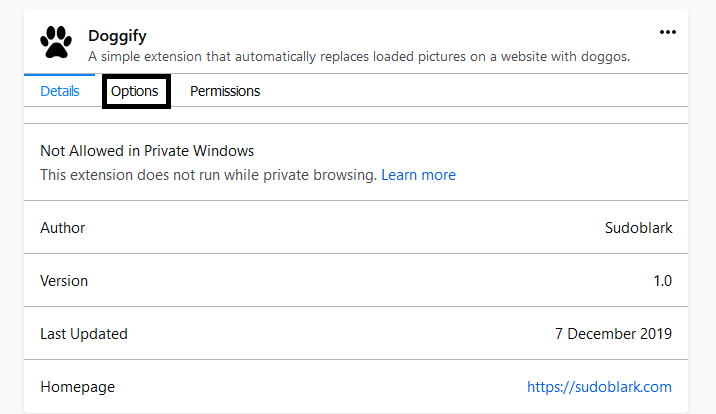 Doggify
A simple extension that automatically replaces loaded pictures on a website with doggos.
Details Options Permissions
Not Allowed in Private Windows
This extension does not run while private browsing. Learn more
Author Sudoblark
Version 1.0
Last Updated 7 December 2019
Homepage https://sudoblark.com